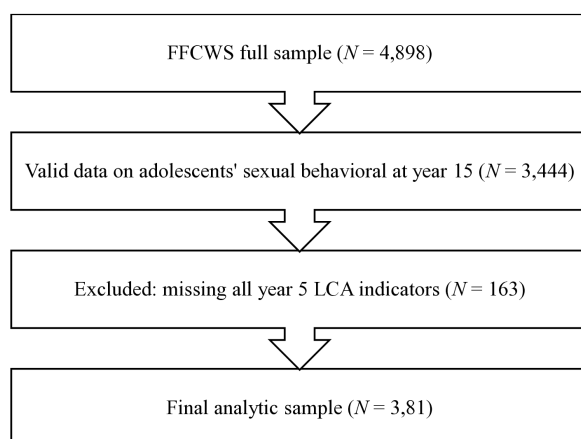 FFCWS full sample (N = 4,898)
Valid data on adolescents' sexual behavioral at year 15 (N = 3,444)
Excluded: missing all year 5 LCA indicators (N = 163)
Final analytic sample (N = 3,81)